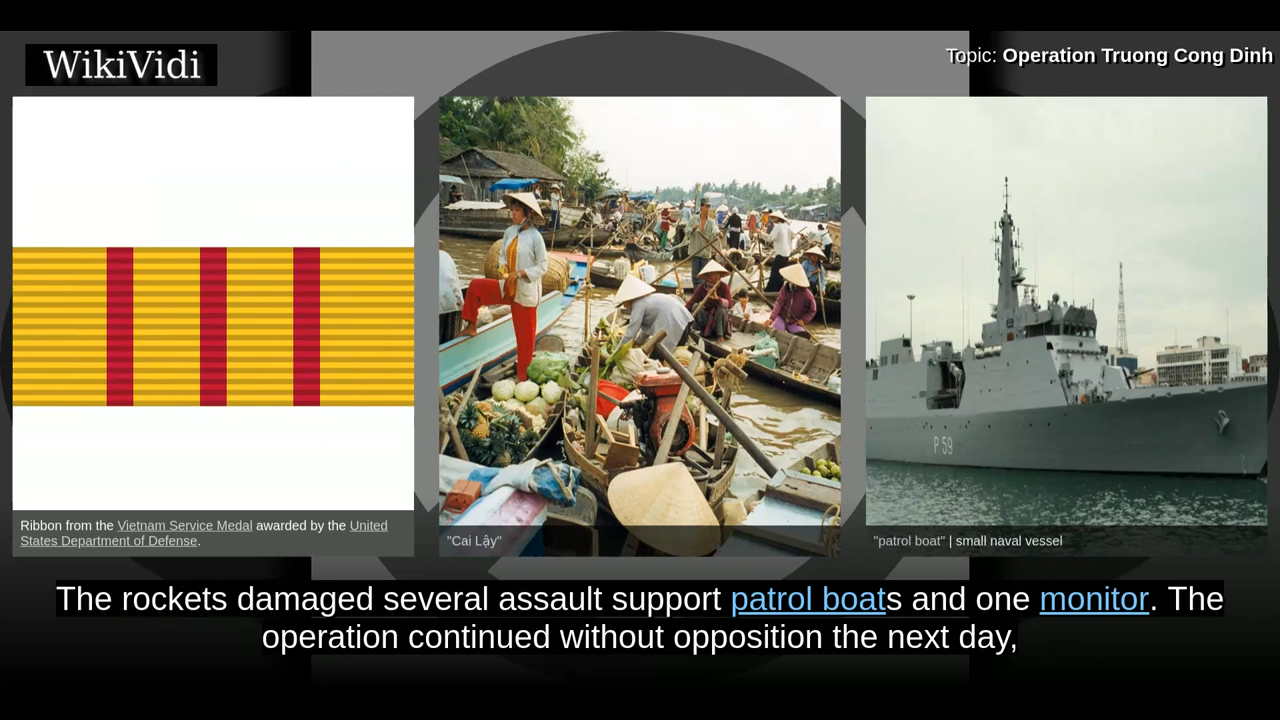 WikiVidi
Topic: Operation Truong Cong Dinh
P 59
Ribbon from the Vietnam Service Medal awarded by the United
States Department of Defense.
"Cai Lậy"
"patrol boat" | small naval vessel
The rockets damaged several assault support patrol boats and one monitor. The
operation continued without opposition the next day,